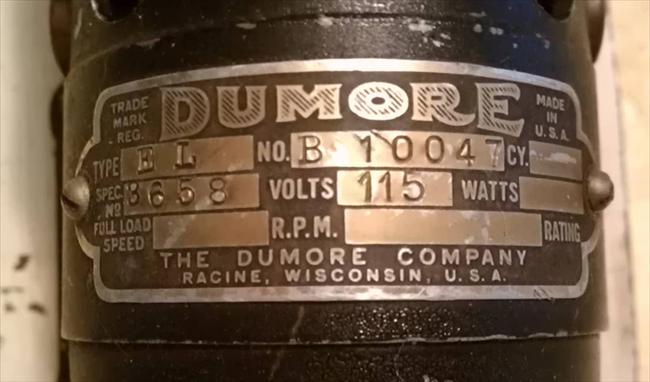 TRADE MARK REG. DUMORE MADE IN U.S.A.
TYPE EL NO. B 10047 CY.
SPEC. NO 3658 VOLTS 115 WATTS
FULL LOAD SPEED R.P.M. RATING
THE DUMORE COMPANY
RACINE, WISCONSIN, U.S.A.